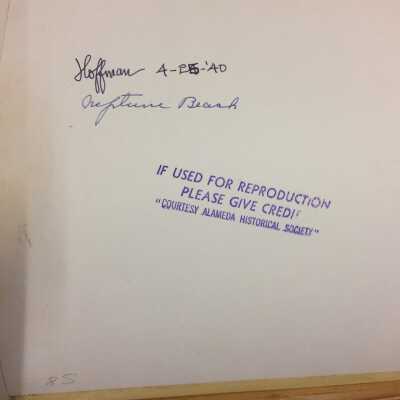 Hoffman 4-25-'40
Neptune Beach
IF USED FOR REPRODUCTION
PLEASE GIVE CREDIT
"COURTESY ALAMEDA HISTORICAL SOCIETY"
85